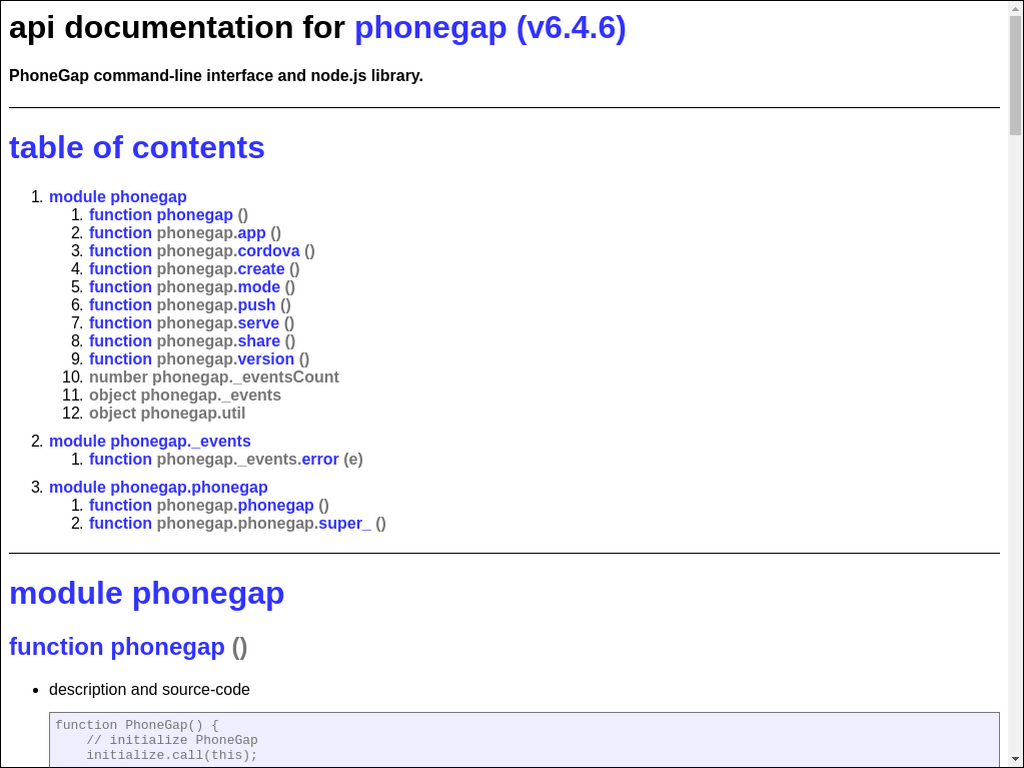 api documentation for phonegap (v6.4.6)
PhoneGap command-line interface and node.js library.
table of contents
1. module phonegap
1. function phonegap ()
2. function phonegap.app ()
3. function phonegap.cordova ()
4. function phonegap.create ()
5. function phonegap.mode ()
6. function phonegap.push ()
7. function phonegap.serve ()
8. function phonegap.share ()
9. function phonegap.version ()
10. number phonegap._eventsCount
11. object phonegap._events
12. object phonegap.util
2. module phonegap._events
1. function phonegap._events.error (e)
3. module phonegap.phonegap
1. function phonegap.phonegap ()
2. function phonegap.phonegap.super_ ()
module phonegap
function phonegap ()
• description and source-code
function PhoneGap() {
    // initialize PhoneGap
    initialize.call(this);